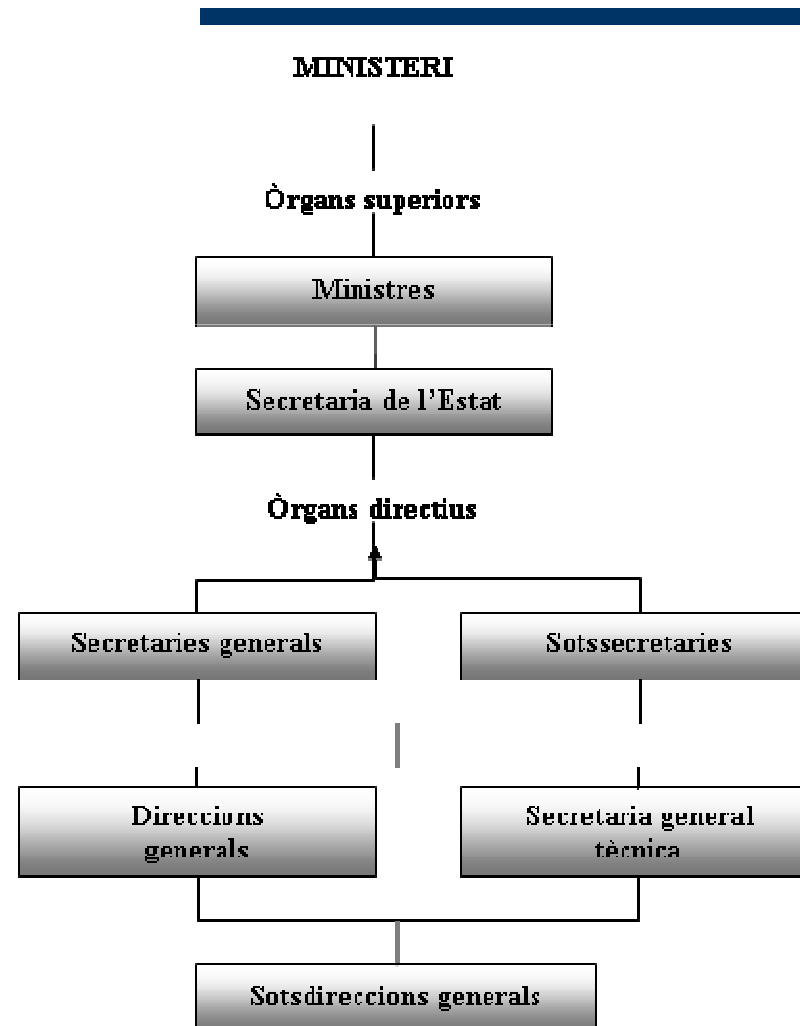 MINISTERI
Òrgans superiors
Ministres
Secretaria de l'Estat
Òrgans directius
Secretaries generals
Sotssecretaries
Direccions
generals
Secretaria general
tècnica
Sotsdireccions generals